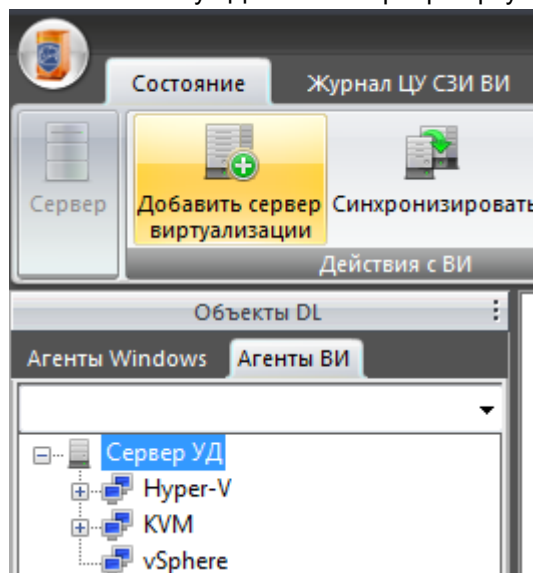 Состояние
Журнал ЦУ СЗИ ВИ
Сервер
Добавить сервер
виртуализации
Синхронизировать
Действия с ВИ
Объекты DL
Агенты Windows
Агенты ВИ
Сервер УД
Hyper-V
KVM
vSphere